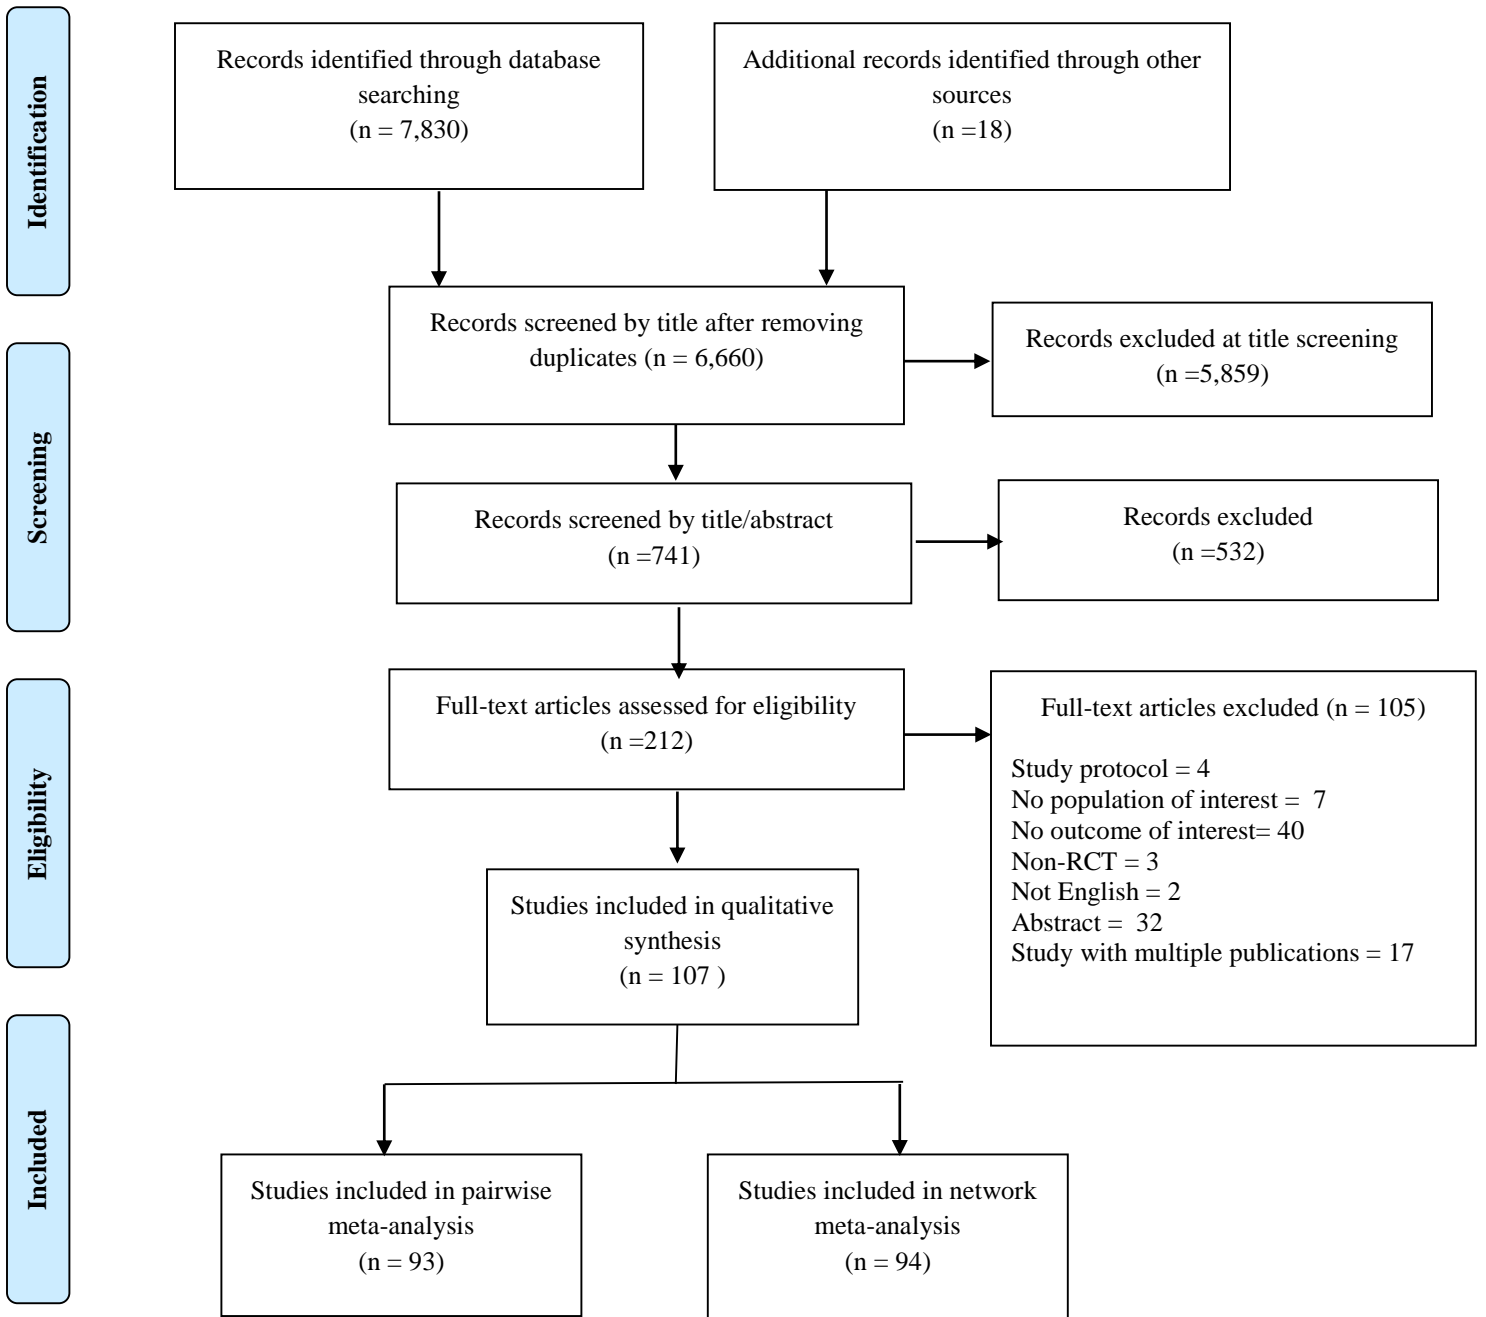 Identification
Records identified through database
searching
(n = 7,830)
Additional records identified through other
sources
(n =18)
Screening
Records screened by title after removing
duplicates (n = 6,660)
Records excluded at title screening
(n =5,859)
Records screened by title/abstract
(n =741)
Records excluded
(n =532)
Eligibility
Full-text articles assessed for eligibility
(n =212)
Full-text articles excluded (n = 105)
Study protocol = 4
No population of interest =  7
No outcome of interest= 40
Non-RCT = 3
Not English = 2
Abstract =  32
Study with multiple publications = 17
Studies included in qualitative
synthesis
(n = 107 )
Included
Studies included in pairwise
meta-analysis
(n = 93)
Studies included in network
meta-analysis
(n = 94)